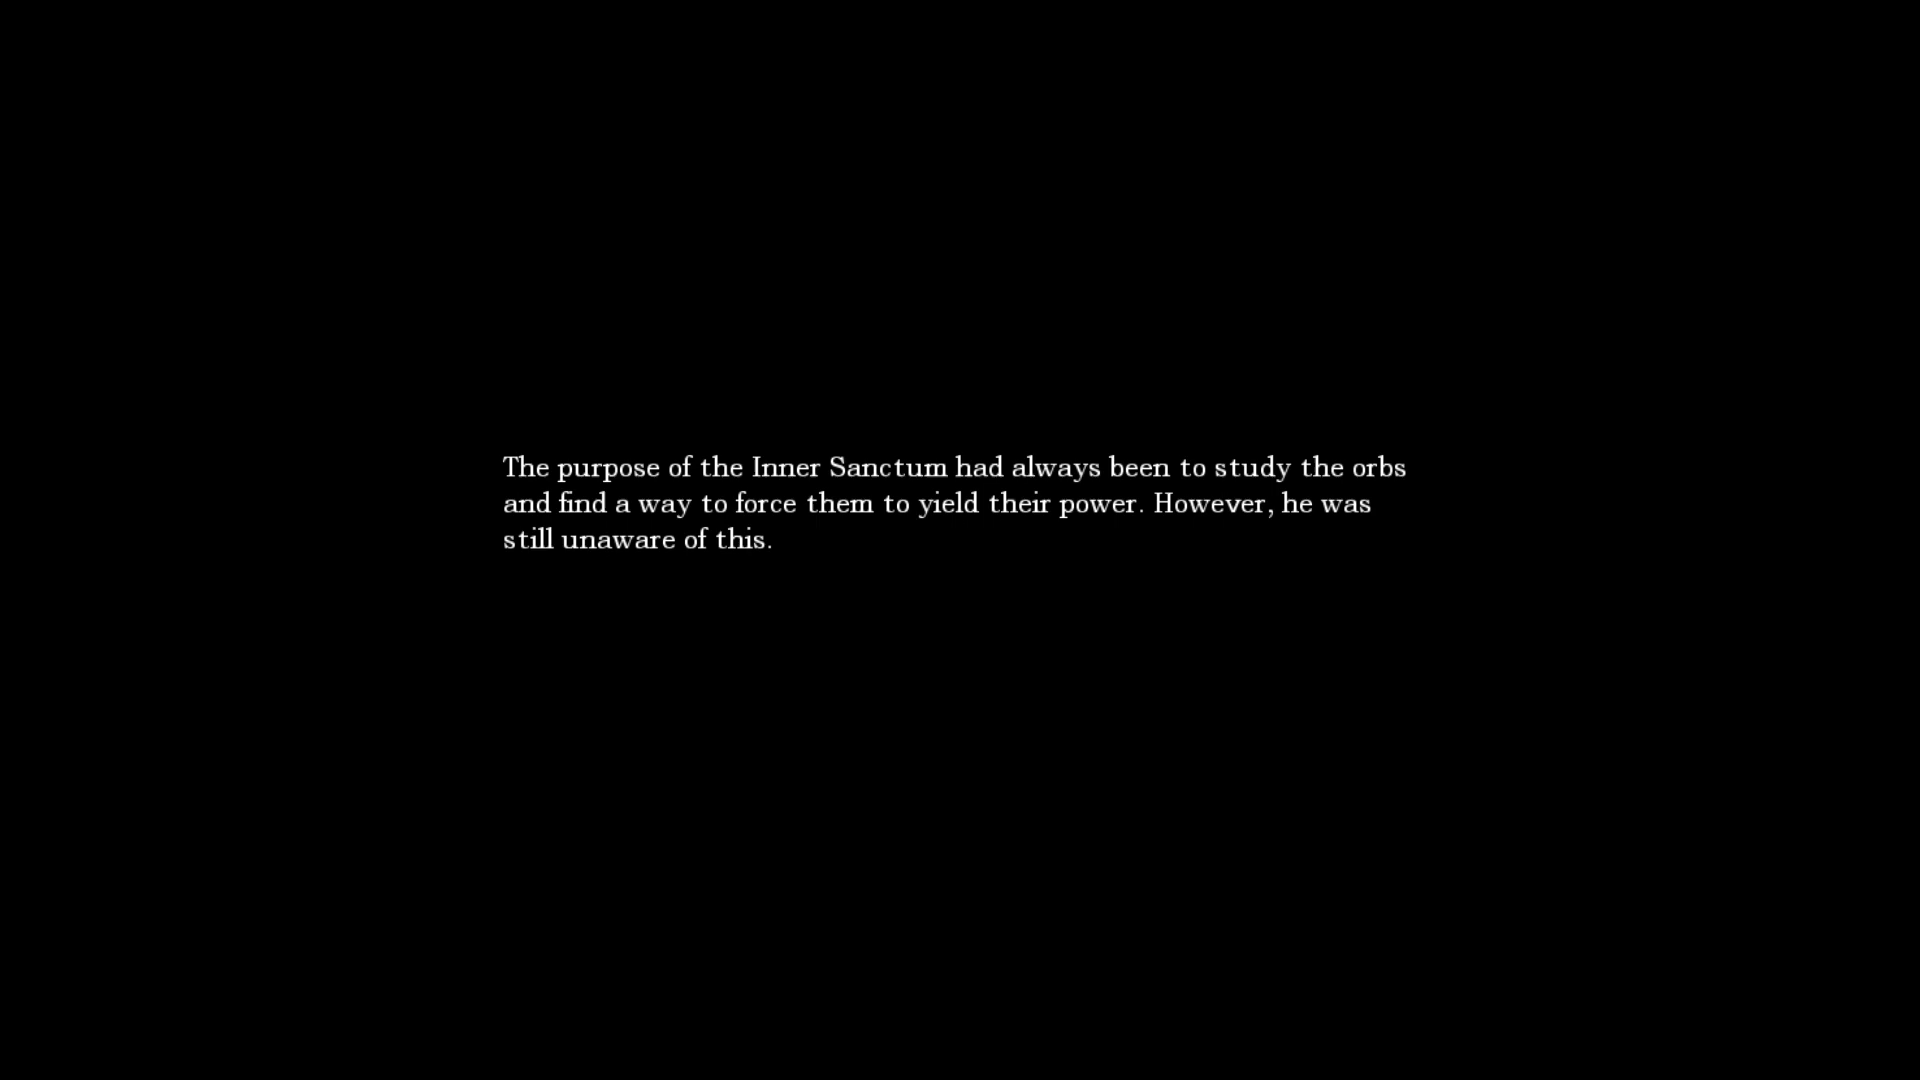 The purpose of the Inner Sanctum had always been to study the orbs
and find a way to force them to yield their power. However, he was
still unaware of this.